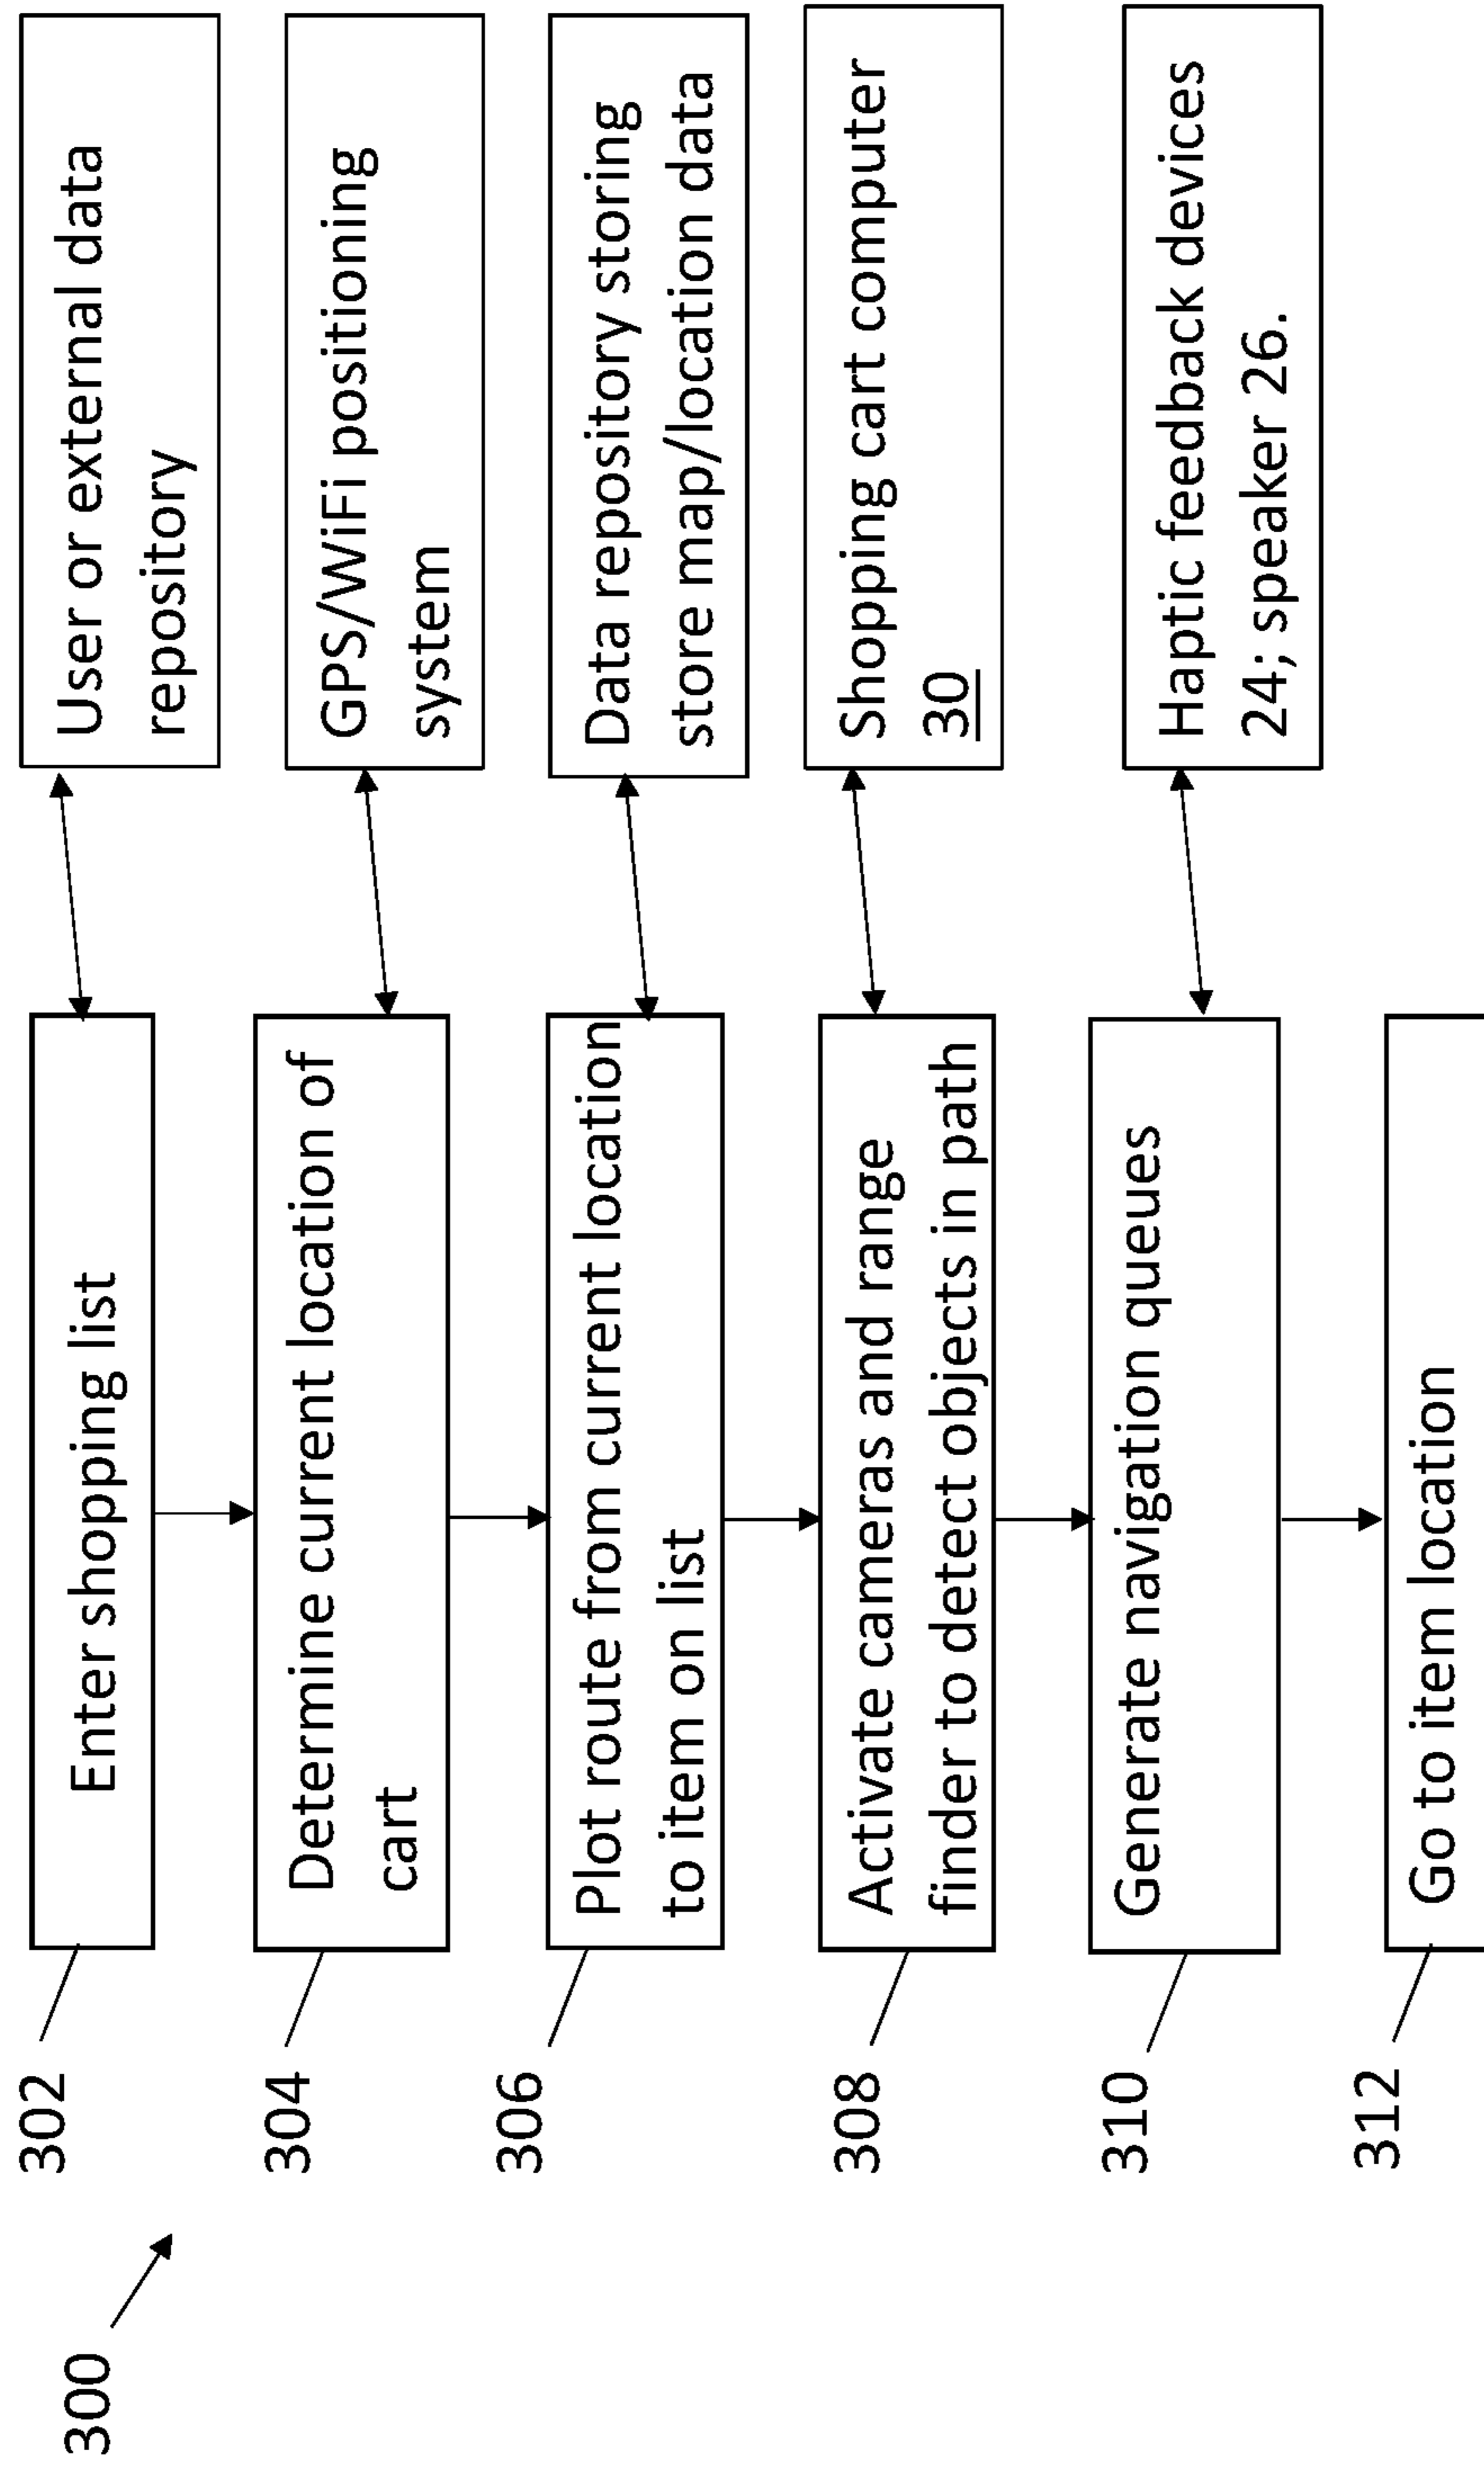 300
302
Enter shopping list
User or external data
repository
304
Determine current location of
cart
GPS/WiFi positioning
system
306
Plot route from current location
to item on list
Data repository storing
store map/location data
308
Activate cameras and range
finder to detect objects in path
Shopping cart computer
30
310
Generate navigation queues
Haptic feedback devices
24; speaker 26.
312
Go to item location